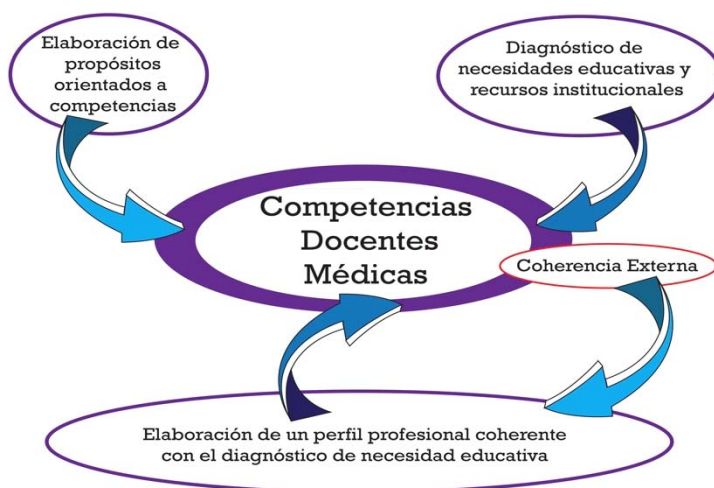 Elaboración de
propósitos
orientados a
competencias
Diagnóstico de
necesidades educativas y
recursos institucionales
Competencias
Docentes
Médicas
Coherencia Externa
Elaboración de un perfil profesional coherente
con el diagnóstico de necesidad educativa